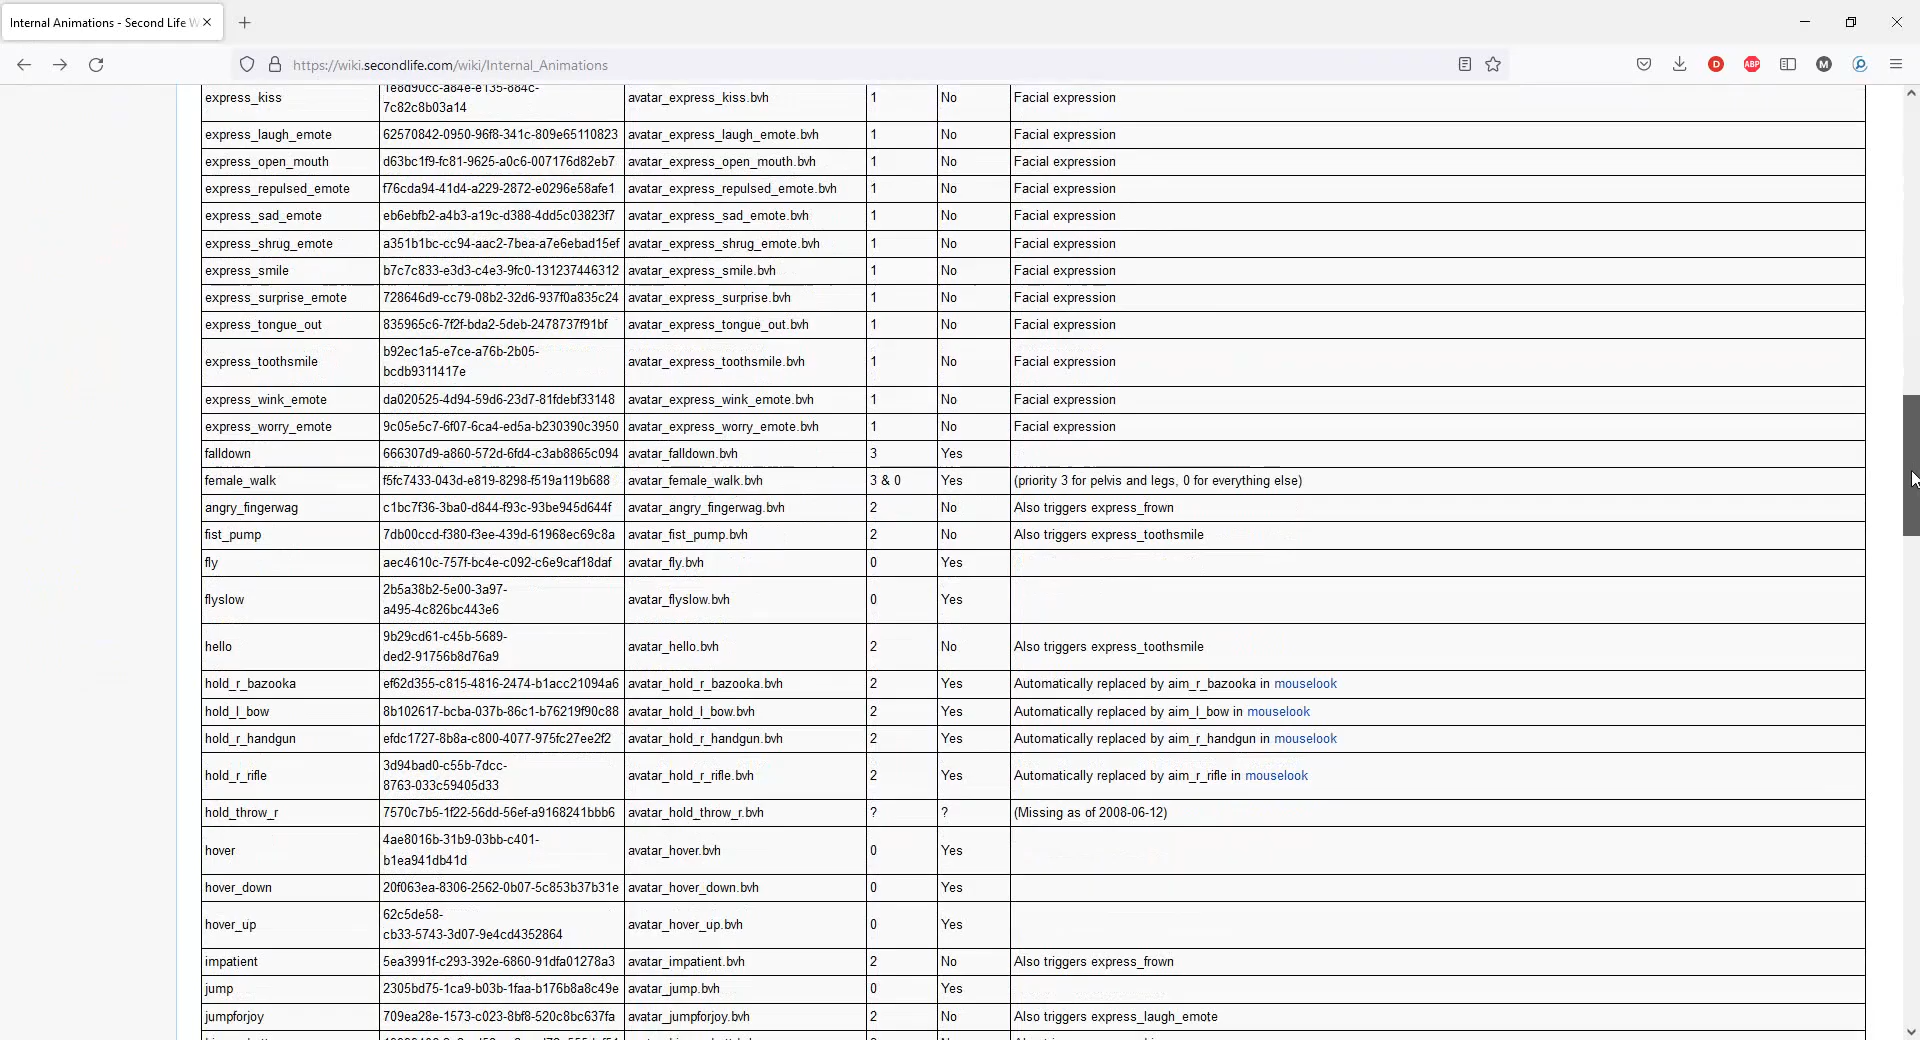 Internal Animations - Second Life W
https://wiki.secondlife.com/wiki/Internal_Animations
D ABP M
express_kiss 1e8d90cc-a84e-e135-884c-
7c82c8b03a14 avatar_express_kiss.bvh 1 No Facial expression
express_laugh_emote 62570842-0950-96f8-341c-809e65110823 avatar_express_laugh_emote.bvh 1 No Facial expression
express_open_mouth d63bc1f9-fc81-9625-a0c6-007176d82eb7 avatar_express_open_mouth.bvh 1 No Facial expression
express_repulsed_emote f76cda94-41d4-a229-2872-e0296e58afe1 avatar_express_repulsed_emote.bvh 1 No Facial expression
express_sad_emote eb6ebfb2-a4b3-a19c-d388-4dd5c03823f7 avatar_express_sad_emote.bvh 1 No Facial expression
express_shrug_emote a351b1bc-cc94-aac2-7bea-a7e6ebad15ef avatar_express_shrug_emote.bvh 1 No Facial expression
express_smile b7c7c833-e3d3-c4e3-9fc0-131237446312 avatar_express_smile.bvh 1 No Facial expression
express_surprise_emote 728646d9-cc79-08b2-32d6-937f0a835c24 avatar_express_surprise.bvh 1 No Facial expression
express_tongue_out 835965c6-7f2f-bda2-5deb-2478737f91bf avatar_express_tongue_out.bvh 1 No Facial expression
express_toothsmile b92ec1a5-e7ce-a76b-2b05-
bcdb9311417e avatar_express_toothsmile.bvh 1 No Facial expression
express_wink_emote da020525-4d94-59d6-23d7-81fdebf33148 avatar_express_wink_emote.bvh 1 No Facial expression
express_worry_emote 9c05e5c7-6f07-6ca4-ed5a-b230390c3950 avatar_express_worry_emote.bvh 1 No Facial expression
falldown 666307d9-a860-572d-6fd4-c3ab8865c094 avatar_falldown.bvh 3 Yes
female_walk f5fc7433-043d-e819-8298-f519a119b688 avatar_female_walk.bvh 3 & 0 Yes (priority 3 for pelvis and legs, 0 for everything else)
angry_fingerwag c1bc7f36-3ba0-d844-f93c-93be945d644f avatar_angry_fingerwag.bvh 2 No Also triggers express_frown
fist_pump 7db00ccd-f380-f3ee-439d-61968ec69c8a avatar_fist_pump.bvh 2 No Also triggers express_toothsmile
fly aec4610c-757f-bc4e-c092-c6e9caf18daf avatar_fly.bvh 0 Yes
flyslow 2b5a38b2-5e00-3a97-
a495-4c826bc443e6 avatar_flyslow.bvh 0 Yes
hello 9b29cd61-c45b-5689-
ded2-91756b8d76a9 avatar_hello.bvh 2 No Also triggers express_toothsmile
hold_r_bazooka ef62d355-c815-4816-2474-b1acc21094a6 avatar_hold_r_bazooka.bvh 2 Yes Automatically replaced by aim_r_bazooka in mouselook
hold_l_bow 8b102617-bcba-037b-86c1-b76219f90c88 avatar_hold_l_bow.bvh 2 Yes Automatically replaced by aim_l_bow in mouselook
hold_r_handgun efdc1727-8b8a-c800-4077-975fc27ee2f2 avatar_hold_r_handgun.bvh 2 Yes Automatically replaced by aim_r_handgun in mouselook
hold_r_rifle 3d94bad0-c55b-7dcc-
8763-033c59405d33 avatar_hold_r_rifle.bvh 2 Yes Automatically replaced by aim_r_rifle in mouselook
hold_throw_r 7570c7b5-1f22-56dd-56ef-a9168241bbb6 avatar_hold_throw_r.bvh ? ? (Missing as of 2008-06-12)
hover 4ae8016b-31b9-03bb-c401-
b1ea941db41d avatar_hover.bvh 0 Yes
hover_down 20f063ea-8306-2562-0b07-5c853b37b31e avatar_hover_down.bvh 0 Yes
hover_up 62c5de58-
cb33-5743-3d07-9e4cd4352864 avatar_hover_up.bvh 0 Yes
impatient 5ea3991f-c293-392e-6860-91dfa01278a3 avatar_impatient.bvh 2 No Also triggers express_frown
jump 2305bd75-1ca9-b03b-1faa-b176b8a8c49e avatar_jump.bvh 0 Yes
jumpforjoy 709ea28e-1573-c023-8bf8-520c8bc637fa avatar_jumpforjoy.bvh 2 No Also triggers express_laugh_emote